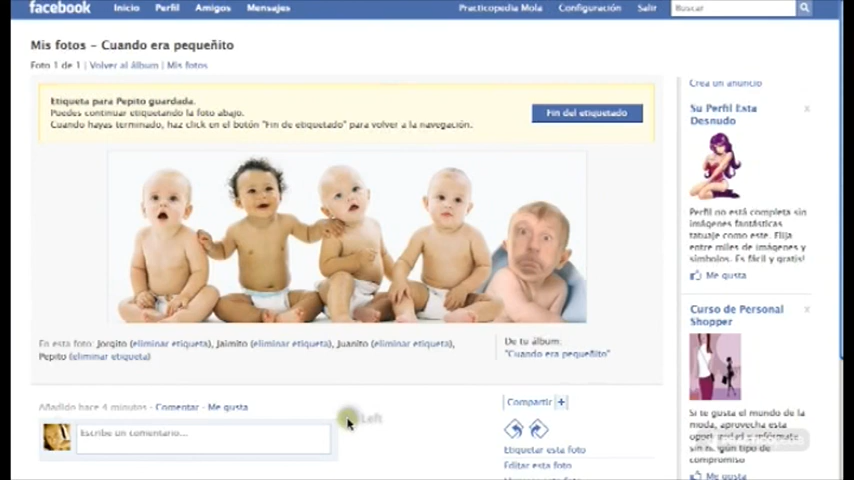 facebook Inicio Perfil Amigos Mensajes Practicopedia Mola Configuración Salir Buscar
Mis fotos - Cuando era pequeñito
Foto 1 de 1 | Volver al álbum | Mis fotos
Etiqueta para Pepito guardada.
Puedes continuar etiquetando la foto abajo.
Cuando hayas terminado, haz click en el botón "Fin de etiquetado" para volver a la navegación.
Fin del etiquetado
En esta foto: Jorgito (eliminar etiqueta), Jaimito (eliminar etiqueta), Juanito (eliminar etiqueta),
Pepito (eliminar etiqueta)
De tu álbum:
"Cuando era pequeñito"
Añadido hace 4 minutos · Comentar · Me gusta
Left
Escribe un comentario...
Compartir +
Etiquetar esta foto
Editar esta foto
Crea un anuncio
Su Perfil Esta
Desnudo
x
Perfil no está completa sin
imágenes fantásticas
tatuaje como este. Elija
entre miles de imágenes y
símbolos. Es fácil y gratis!
Me gusta
Curso de Personal
Shopper
x
Si te gusta el mundo de la
moda, aprovecha esta
sin ningún tipo de
compromiso
Me gusta